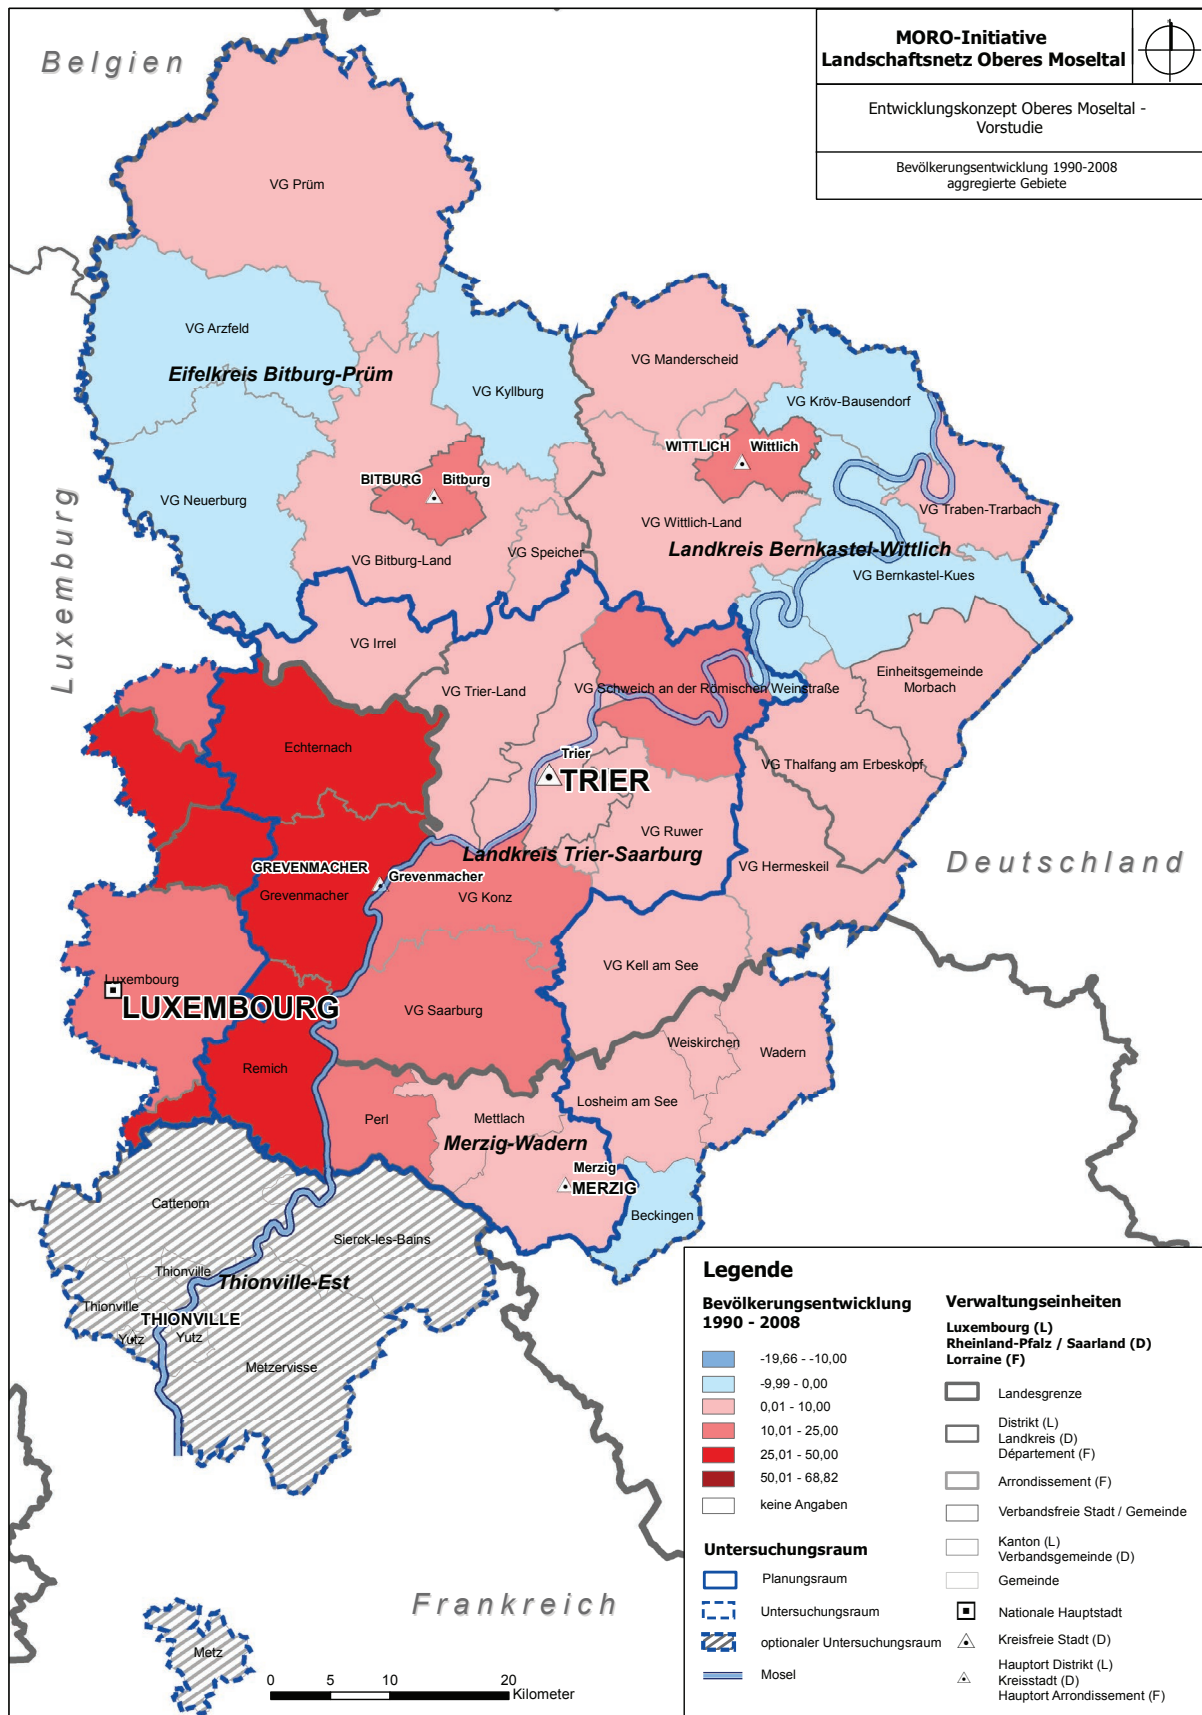 MORO-Initiative
Landschaftsnetz Oberes Moseltal
Entwicklungskonzept Oberes Moseltal -
Vorstudie
Bevölkerungsentwicklung 1990-2008
aggregierte Gebiete
Belgien
Luxemburg
Deutschland
Frankreich
VG Prüm
VG Arzfeld
Eifelkreis Bitburg-Prüm
VG Kyllburg
VG Neuerburg
BITBURG
Bitburg
VG Bitburg-Land
VG Speicher
VG Irrel
VG Manderscheid
VG Kröv-Bausendorf
WITTLICH
Wittlich
VG Traben-Trarbach
VG Wittlich-Land
Landkreis Bernkastel-Wittlich
VG Bernkastel-Kues
Einheitsgemeinde
Morbach
VG Trier-Land
VG Schweich an der Römischen Weinstraße
VG Thalfang am Erbeskopf
Echternach
Trier
TRIER
VG Ruwer
Landkreis Trier-Saarburg
VG Hermeskeil
GREVENMACHER
Grevenmacher
Grevenmacher
VG Konz
VG Kell am See
Luxembourg
LUXEMBOURG
VG Saarburg
Weiskirchen
Wadern
Remich
Losheim am See
Perl
Mettlach
Merzig-Wadern
Merzig
MERZIG
Beckingen
Cattenom
Sierck-les-Bains
Thionville
Thionville-Est
Thionville
THIONVILLE
Yutz
Yutz
Metzervisse
Metz
0 5 10 20
Kilometer
Legende
Bevölkerungsentwicklung
1990 - 2008
-19,66 - -10,00
-9,99 - 0,00
0,01 - 10,00
10,01 - 25,00
25,01 - 50,00
50,01 - 68,82
keine Angaben
Untersuchungsraum
Planungsraum
Untersuchungsraum
optionaler Untersuchungsraum
Mosel
Verwaltungseinheiten
Luxembourg (L)
Rheinland-Pfalz / Saarland (D)
Lorraine (F)
Landesgrenze
Distrikt (L)
Landkreis (D)
Département (F)
Arrondissement (F)
Verbandsfreie Stadt / Gemeinde
Kanton (L)
Verbandsgemeinde (D)
Gemeinde
Nationale Hauptstadt
Kreisfreie Stadt (D)
Hauptort Distrikt (L)
Kreisstadt (D)
Hauptort Arrondissement (F)